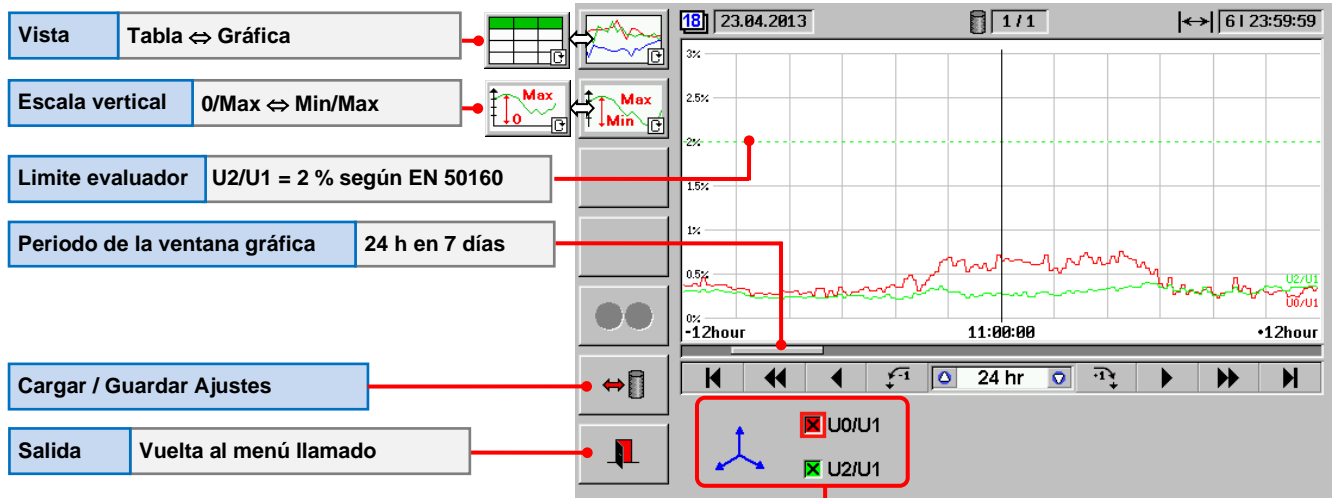 Vista Tabla ⇔ Gráfica
Escala vertical 0/Max ⇔ Min/Max
Max
0
Max
Min
Limite evaluador U2/U1 = 2 % según EN 50160
Periodo de la ventana gráfica 24 h en 7 días
Cargar / Guardar Ajustes
Salida Vuelta al menú llamado
18 23.04.2013 1 / 1 6 | 23:59:59
3%
2.5%
2%
1.5%
1%
0.5%
0%
U2/U1
U0/U1
-12hour 11:00:00 +12hour
-1 24 hr +1
U0/U1
U2/U1